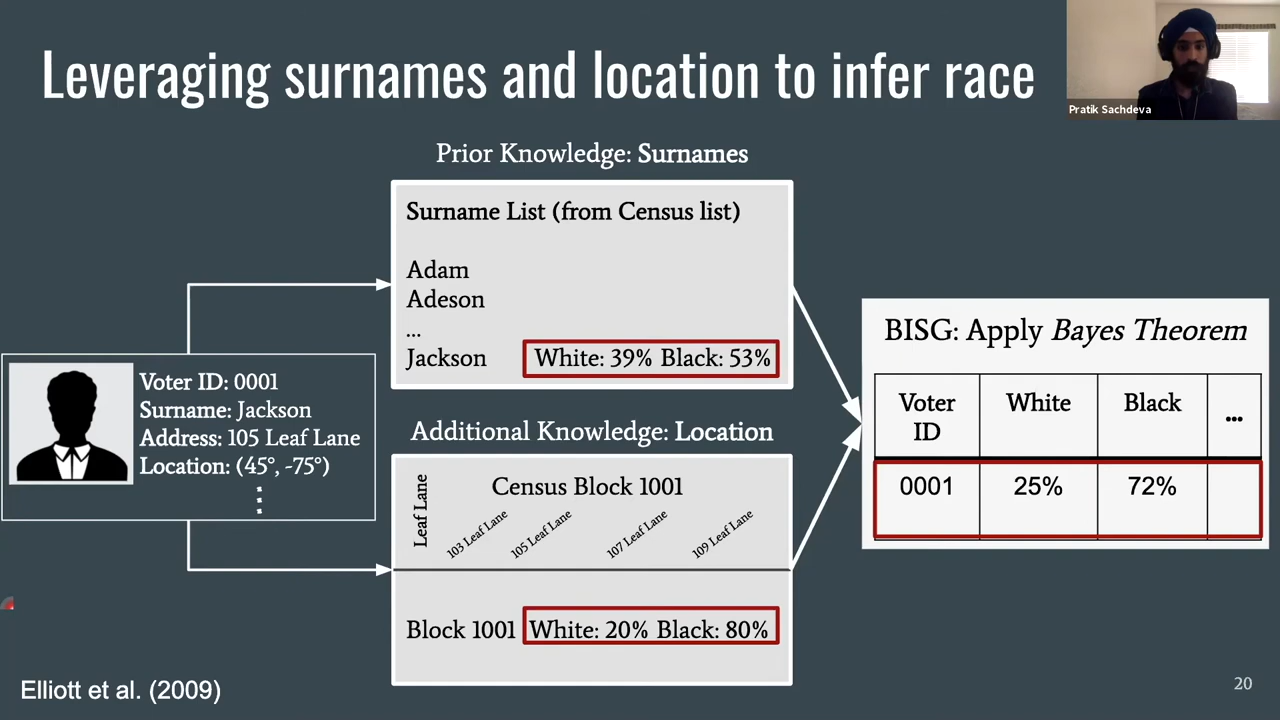 Leveraging surnames and location to infer race
Pratik Sachdeva
Prior Knowledge: Surnames
Surname List (from Census list)
Adam
Adeson
...
Jackson White: 39% Black: 53%
Voter ID: 0001
Surname: Jackson
Address: 105 Leaf Lane
Location: (45°, -75°)
Additional Knowledge: Location
Leaf Lane
Census Block 1001
103 Leaf Lane
105 Leaf Lane
107 Leaf Lane
109 Leaf Lane
Block 1001 White: 20% Black: 80%
BISG: Apply Bayes Theorem
Voter ID White Black ...
0001 25% 72%
Elliott et al. (2009)
20